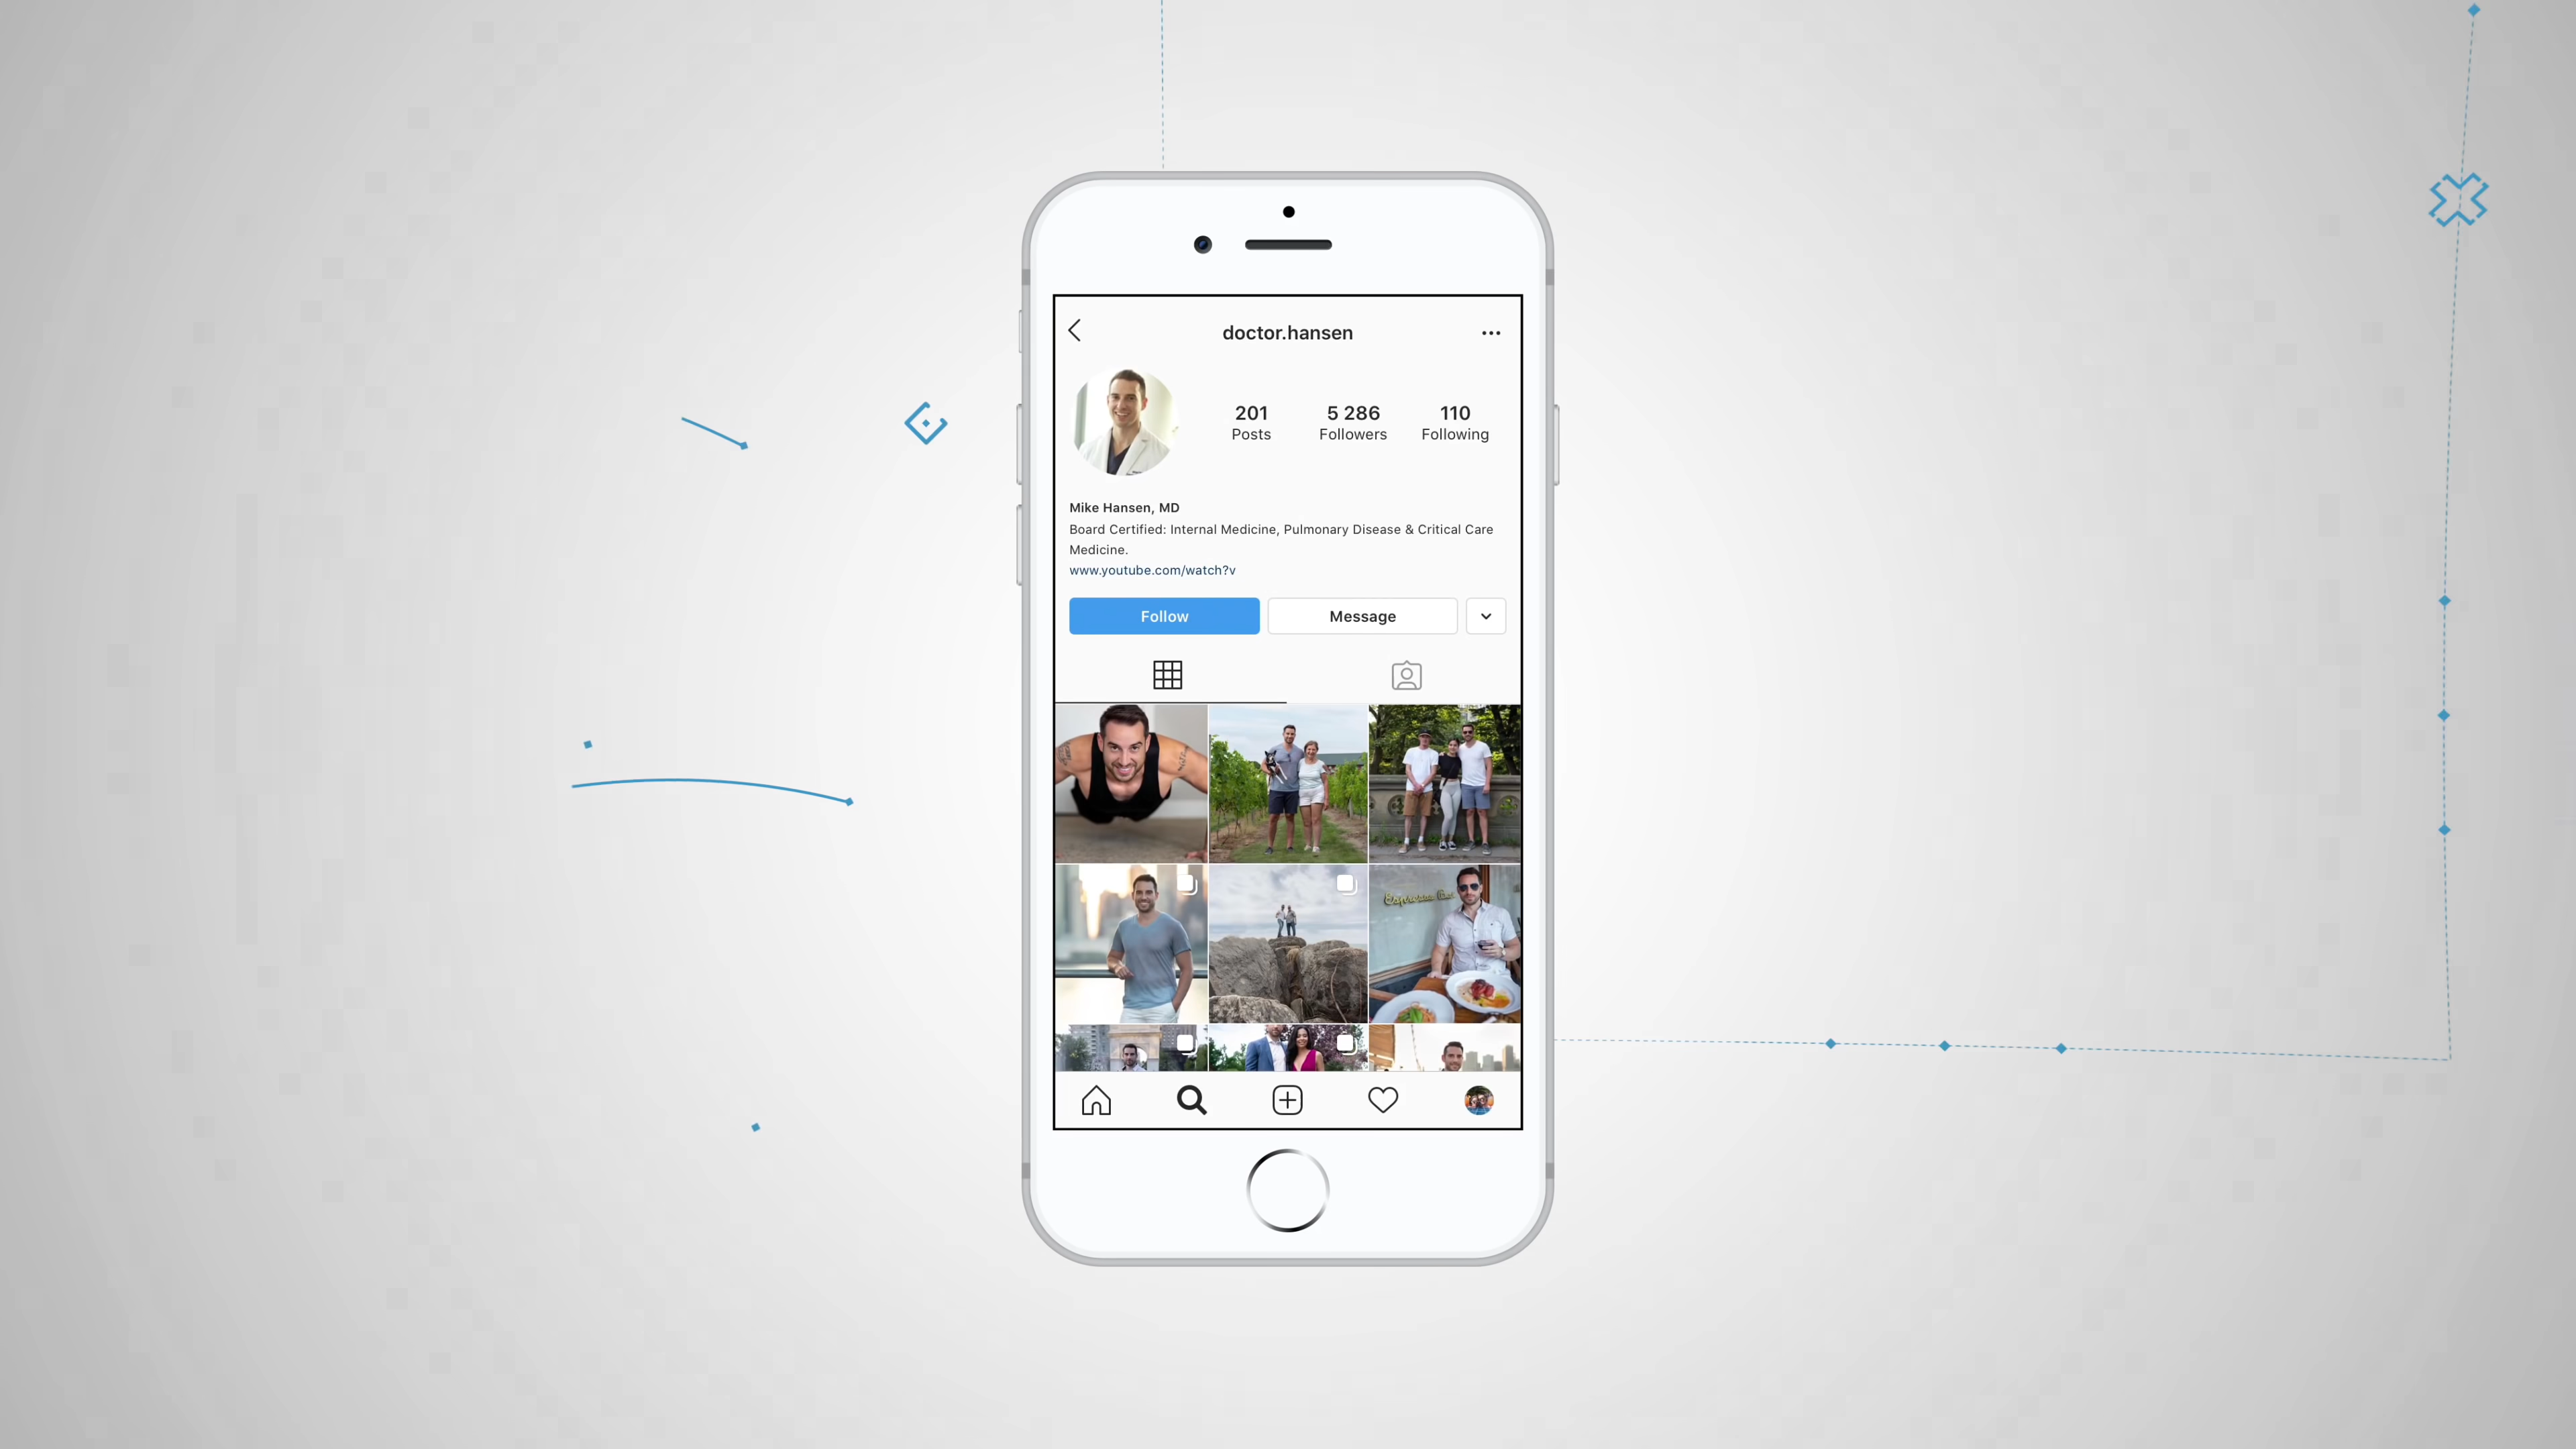 doctor.hansen
201 5 286 110
Posts Followers Following
Mike Hansen, MD
Board Certified: Internal Medicine, Pulmonary Disease & Critical Care
Medicine.
www.youtube.com/watch?v
Follow Message